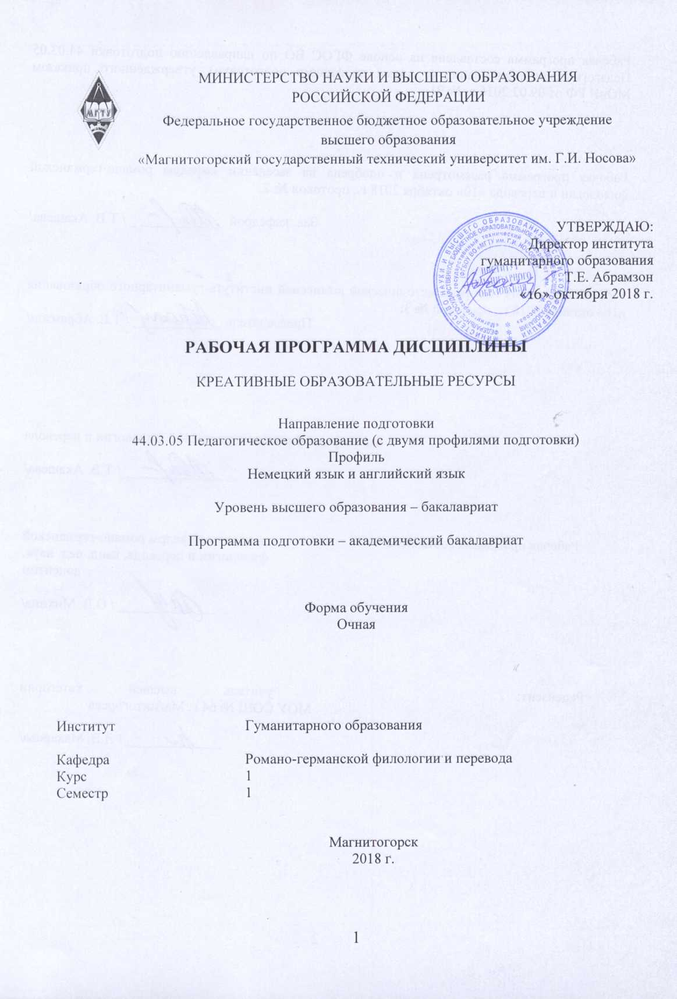 МИНИСТЕРСТВО НАУКИ И ВЫСШЕГО ОБРАЗОВАНИЯ
РОССИЙСКОЙ ФЕДЕРАЦИИ
Федеральное государственное бюджетное образовательное учреждение
высшего образования
«Магнитогорский государственный технический университет им. Г.И. Носова»
МГТУ
УТВЕРЖДАЮ:
Директор института
гуманитарного образования
Т.Е. Абрамзон
«16» октября 2018 г.
РАБОЧАЯ ПРОГРАММА ДИСЦИПЛИНЫ
КРЕАТИВНЫЕ ОБРАЗОВАТЕЛЬНЫЕ РЕСУРСЫ
Направление подготовки
44.03.05 Педагогическое образование (с двумя профилями подготовки)
Профиль
Немецкий язык и английский язык
Уровень высшего образования – бакалавриат
Программа подготовки – академический бакалавриат
Форма обучения
Очная
Институт Гуманитарного образования
Кафедра Романо-германской филологии и перевода
Курс 1
Семестр 1
Магнитогорск
2018 г.
1